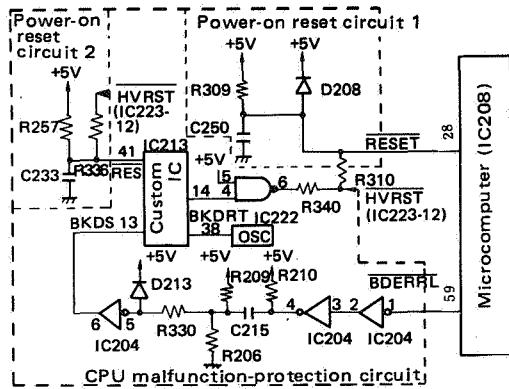 Power-on reset circuit 1
Power-on
reset
circuit 2
+5V
+5V
+5V
HVRST
(IC223-
12)
R309
D208
R257
C250
IC213
41
R336
RES
C233
+5V
5
4
6
14
Custom
IC
RESET
28
R310
HVRST
(IC223-12)
R340
BKDS 13
BKDRT
38
IC222
OSC
Microcomputer (IC208)
+5V
+5V
+5V
D213
R209
R210
BDERRL
59
6
5
IC204
R330
C215
4
3
2
1
IC204
IC204
R206
CPU malfunction-protection circuit